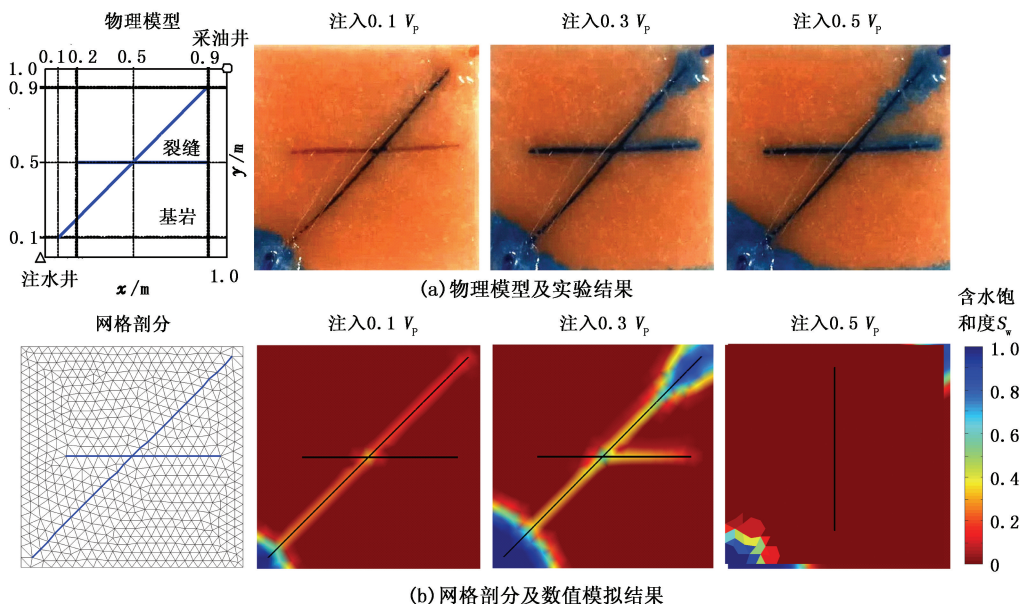 物理模型
采油井
0.1 0.2 0.5 0.9
1.0
0.9
0.5
0.1
裂缝
基岩
y/m
注水井
x/m
1.0
注入0.1 VP
注入0.3 VP
注入0.5 VP
(a)物理模型及实验结果
网格剖分
注入0.1 VP
注入0.3 VP
注入0.5 VP
含水饱
和度Sw
1.0
0.8
0.6
0.4
0.2
0
(b)网格剖分及数值模拟结果